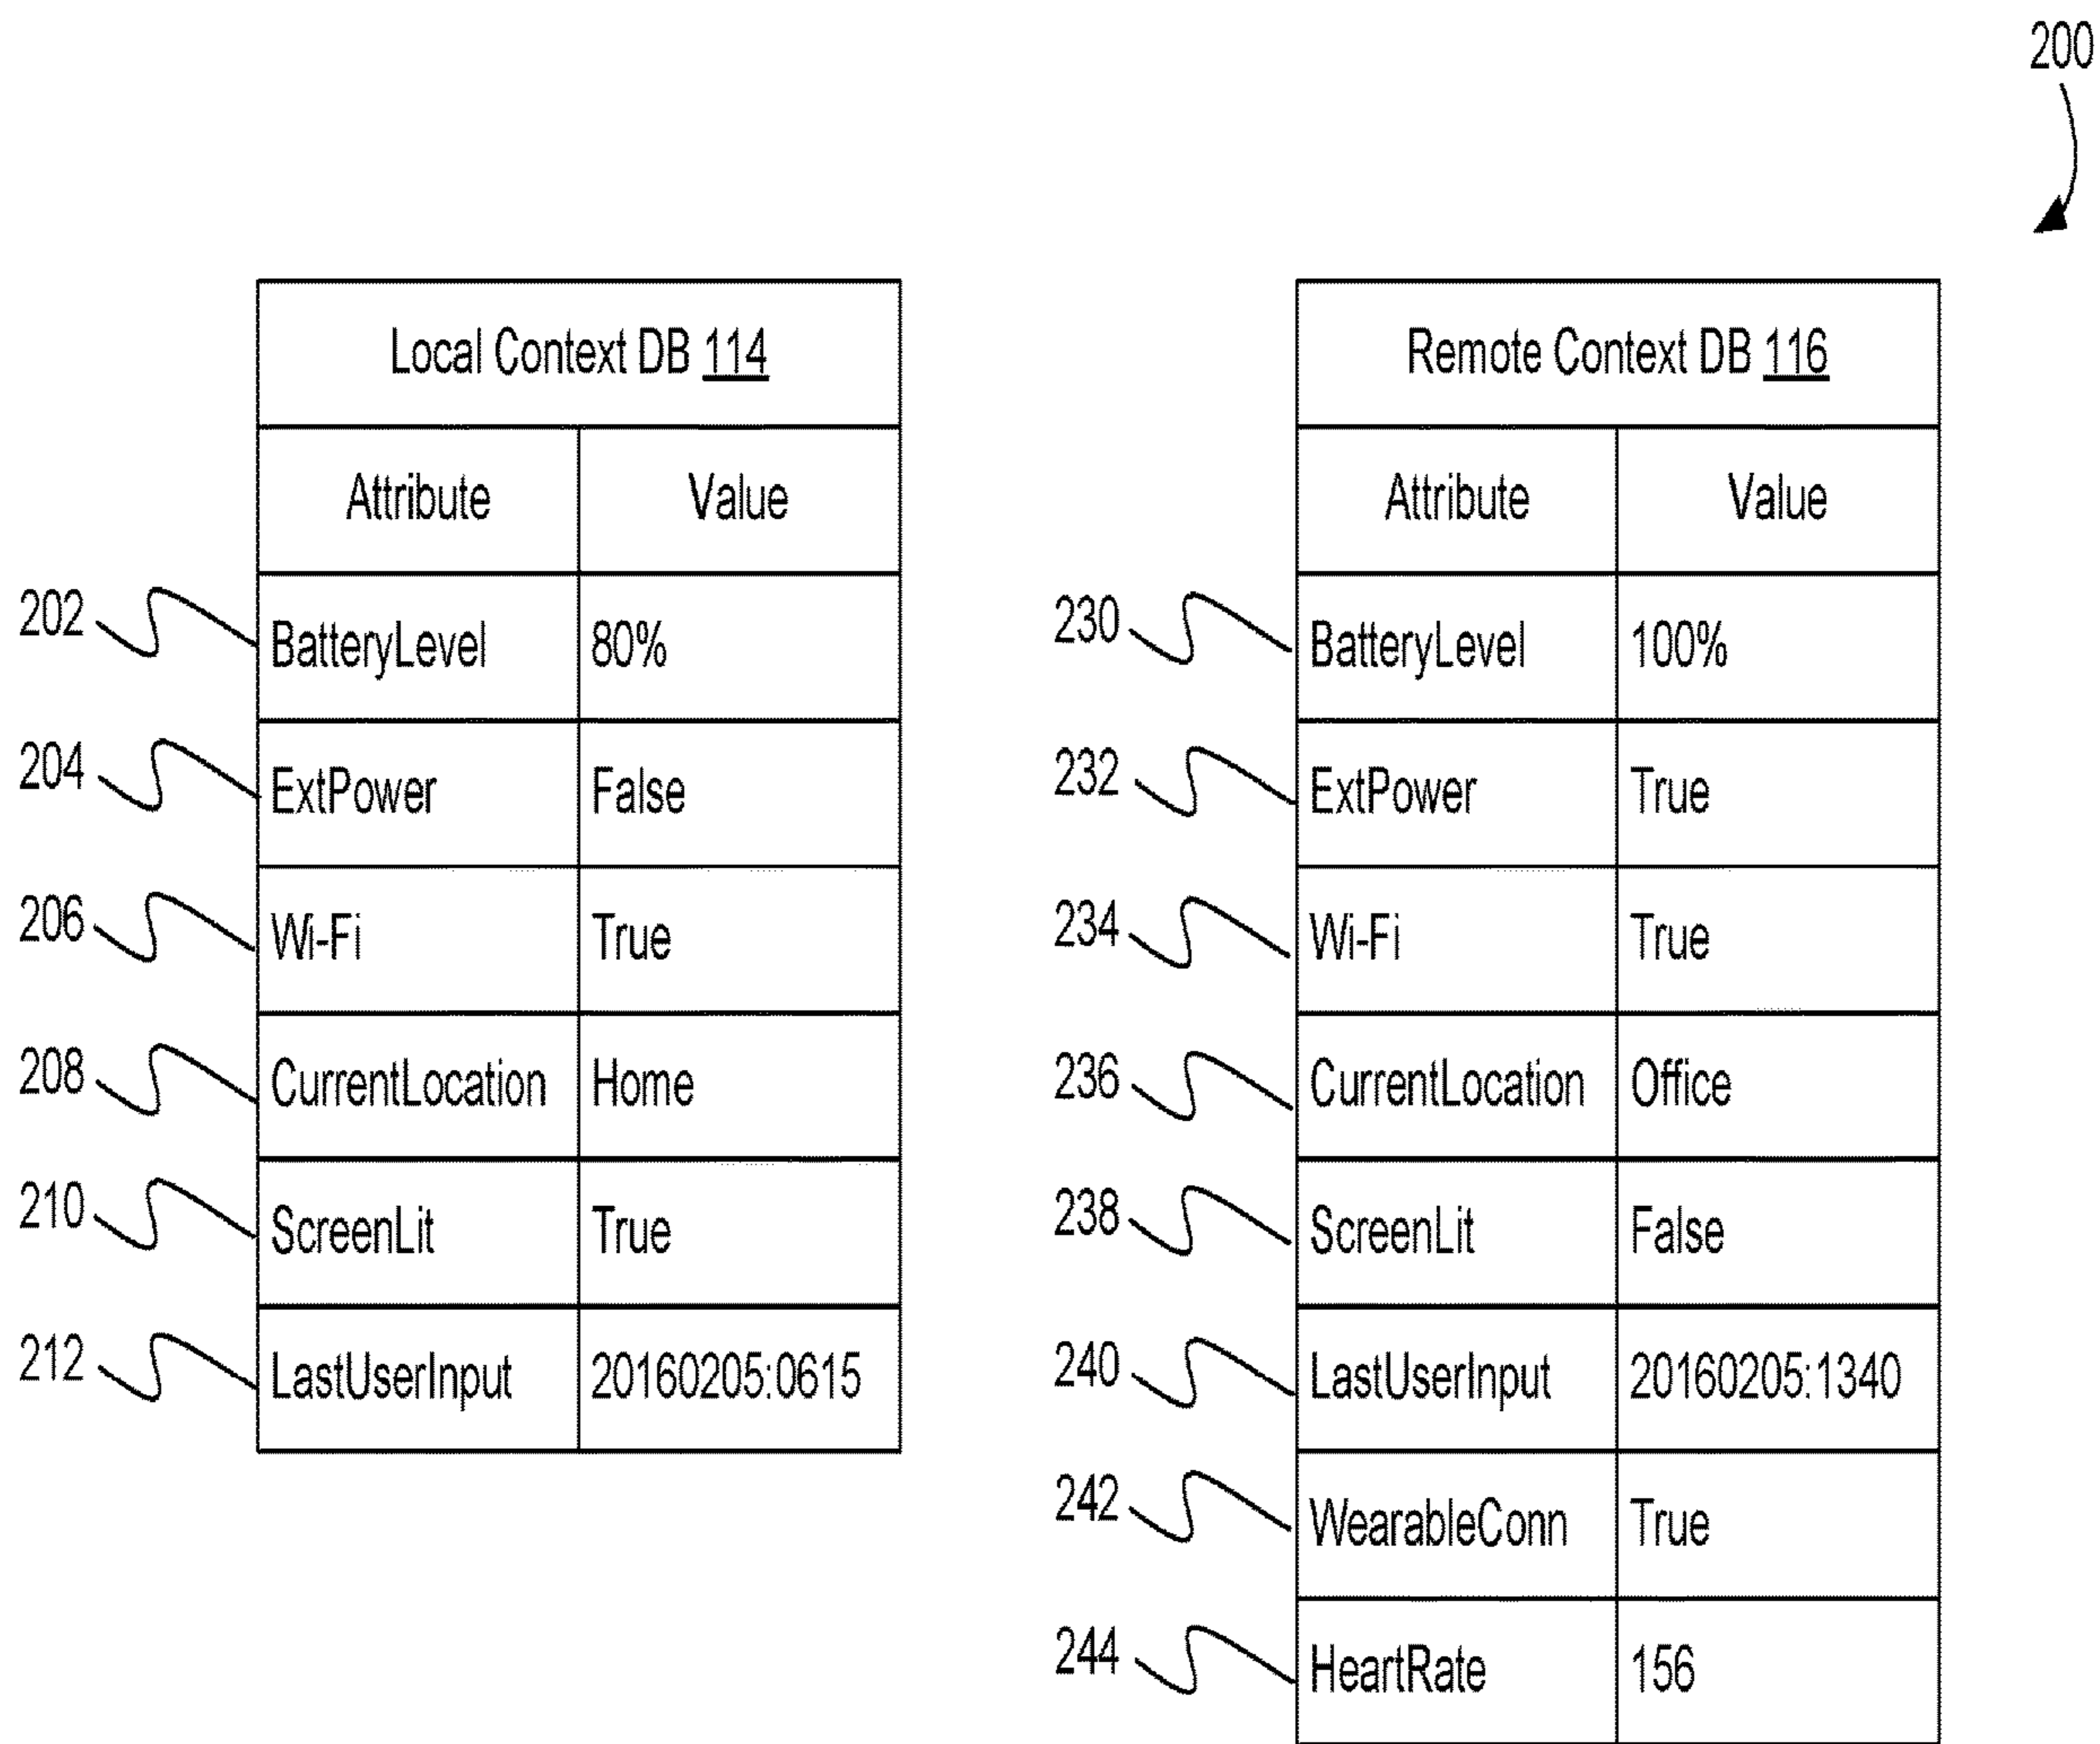 200
Local Context DB 114
Attribute Value
202 BatteryLevel 80%
204 ExtPower False
206 Wi-Fi True
208 CurrentLocation Home
210 ScreenLit True
212 LastUserInput 20160205:0615
Remote Context DB 116
Attribute Value
230 BatteryLevel 100%
232 ExtPower True
234 Wi-Fi True
236 CurrentLocation Office
238 ScreenLit False
240 LastUserInput 20160205:1340
242 WearableConn True
244 HeartRate 156